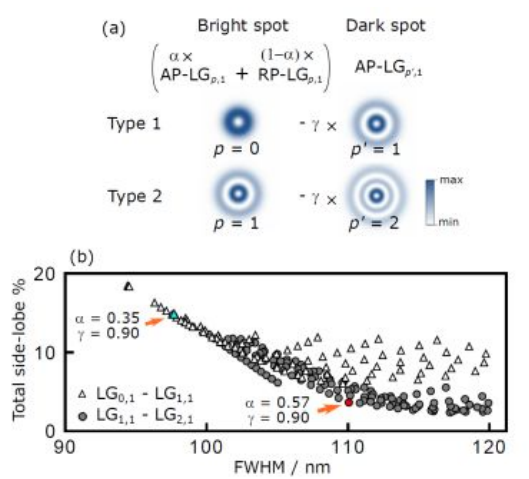 (a) Bright spot Dark spot
α × (1–α) ×
AP-LGp,1 + RP-LGp,1 AP-LGp′,1
Type 1 - γ ×
p = 0 p′ = 1
Type 2 - γ × max
p = 1 p′ = 2 min
(b)
Total side-lobe %
20
10
0
α = 0.35
γ = 0.90
△ LG0,1 - LG1,1
● LG1,1 - LG2,1
α = 0.57
γ = 0.90
90 100 110 120
FWHM / nm